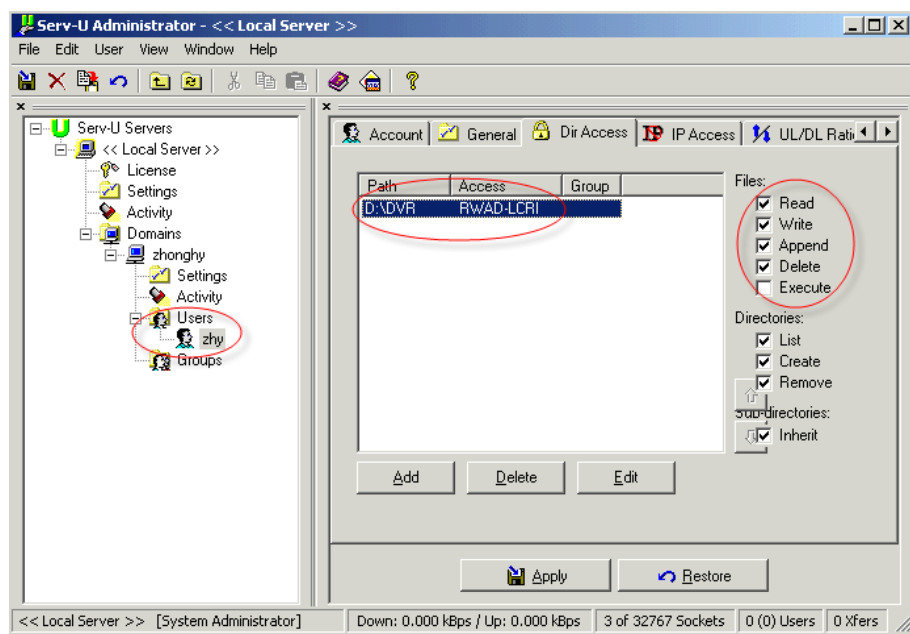 Serv-U Administrator - << Local Server >>
File Edit User View Window Help
Serv-U Servers
<< Local Server >>
License
Settings
Activity
Domains
zhonghy
Settings
Activity
Users
zhy
Groups
Account General Dir Access IP Access UL/DL Rati
Path Access Group
D:\DVR RWAD-LCRI
Files:
Read
Write
Append
Delete
Execute
Directories:
List
Create
Remove
Sub-directories:
Inherit
Add Delete Edit
Apply Restore
<< Local Server >> [System Administrator] Down: 0.000 kBps / Up: 0.000 kBps 3 of 32767 Sockets 0 (0) Users 0 Xfers